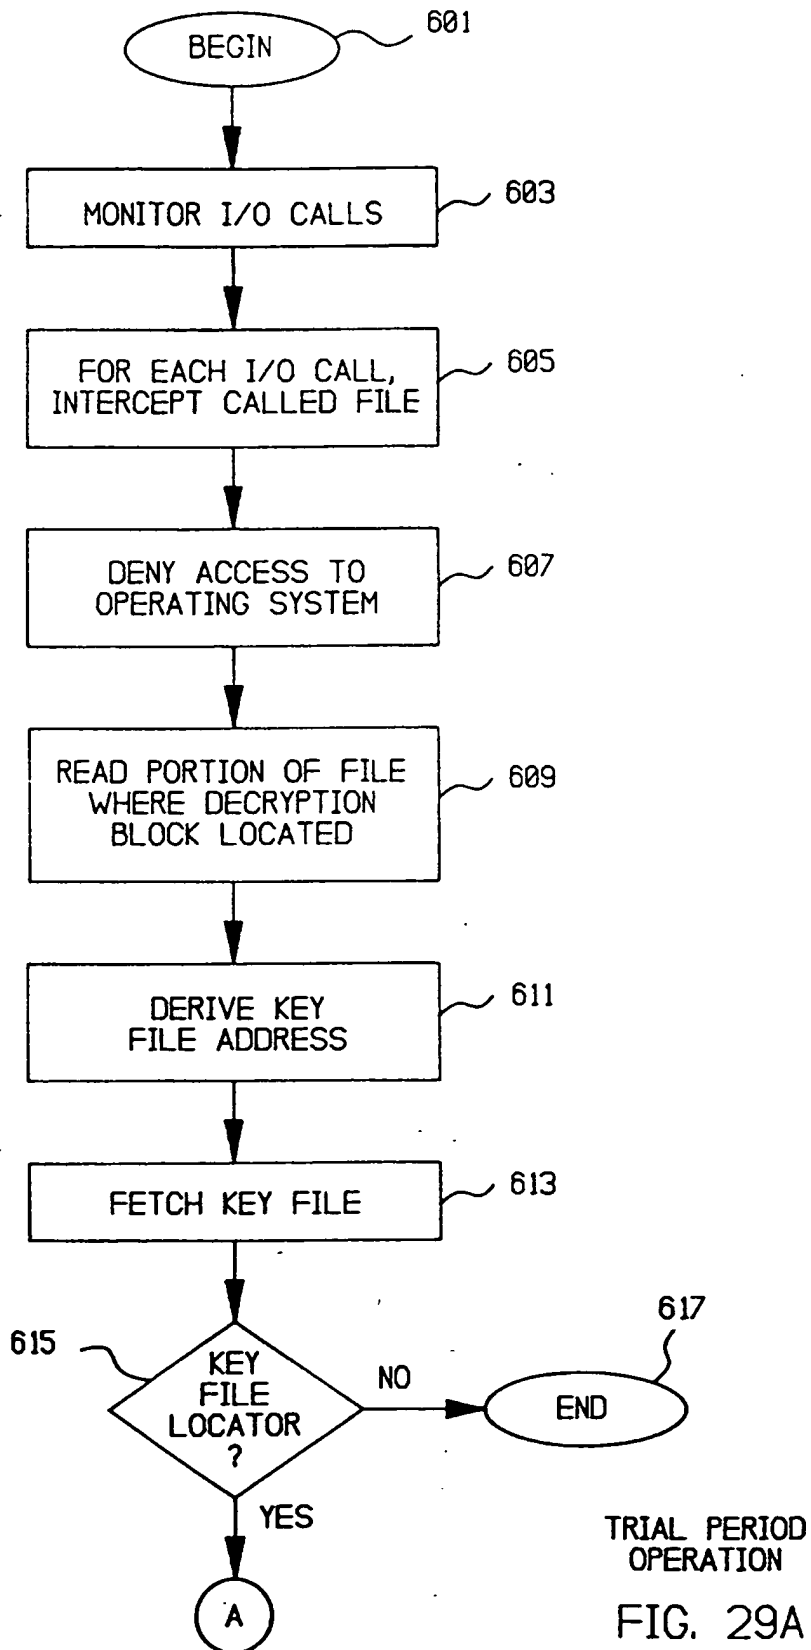 BEGIN
601
MONITOR I/O CALLS
603
FOR EACH I/O CALL,
INTERCEPT CALLED FILE
605
DENY ACCESS TO
OPERATING SYSTEM
607
READ PORTION OF FILE
WHERE DECRYPTION
BLOCK LOCATED
609
DERIVE KEY
FILE ADDRESS
611
FETCH KEY FILE
613
615
KEY
FILE
LOCATOR
?
NO
617
END
YES
A
TRIAL PERIOD
OPERATION
FIG. 29A